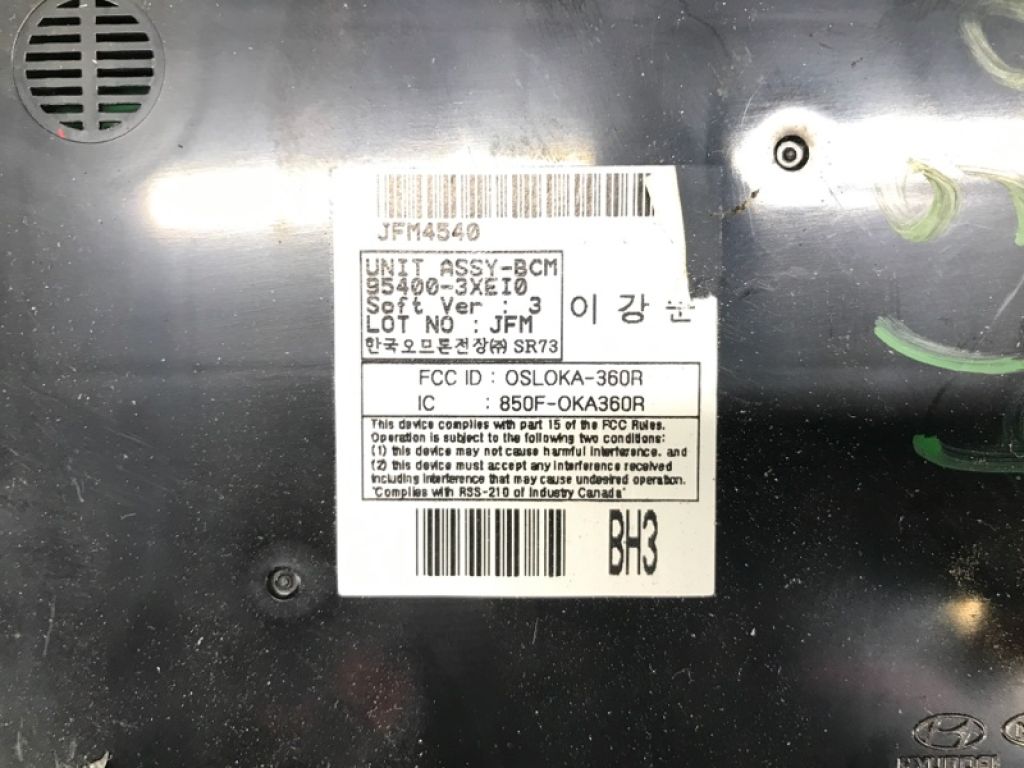 JFM4540
UNIT ASSY-BCM
95400-3XEI0
Soft Ver : 3
LOT NO : JFM
한국오므론전장㈜ SR73
이 강
FCC ID : OSLOKA-360R
IC : 850F-OKA360R
This device complies with part 15 of the FCC Rules.
Operation is subject to the following two conditions:
(1) this device may not cause harmful interference, and
(2) this device must accept any interference received
including interference that may cause undesired operation.
"Complies with RSS-210 of Industry Canada"
BH3
HYUNDAI